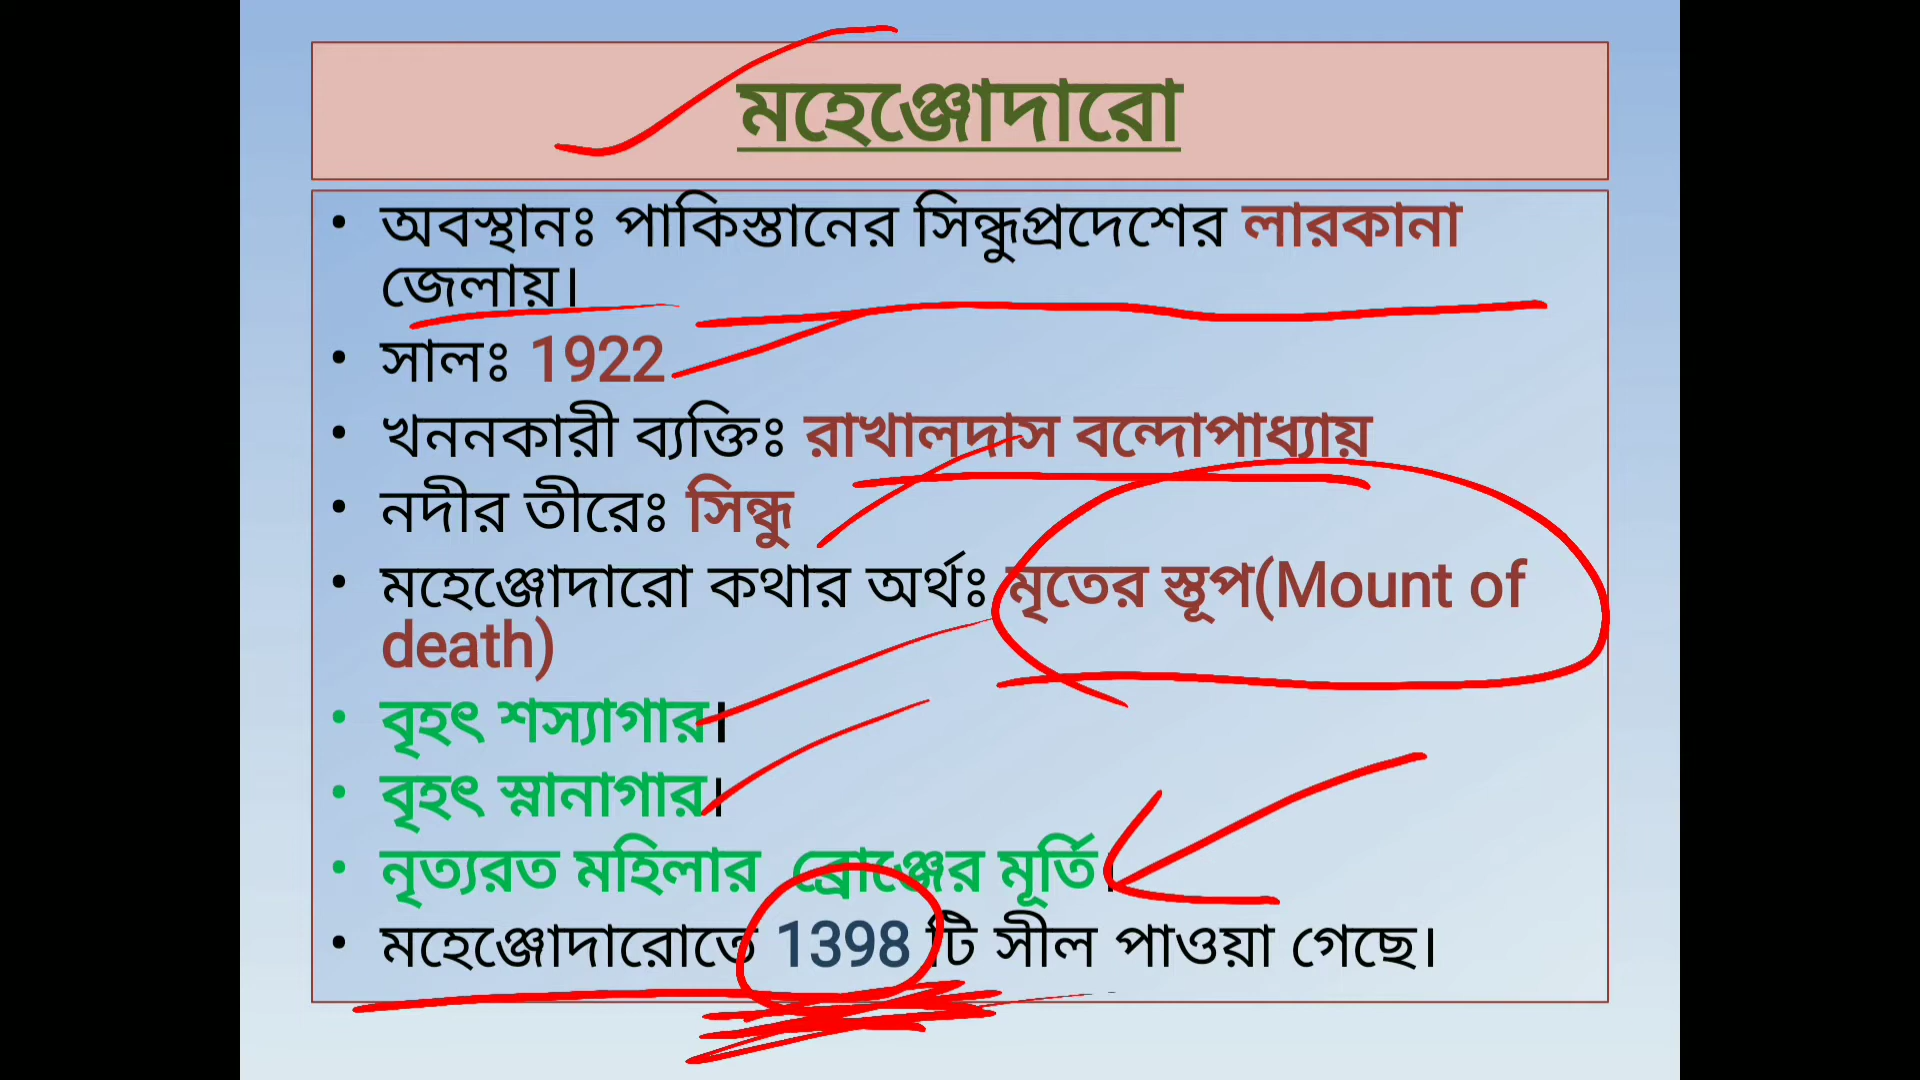 মহেঞ্জোদারো
• অবস্থানঃ পাকিস্তানের সিন্ধুপ্রদেশের লারকানা
জেলায়।
• সালঃ 1922
• খননকারী ব্যক্তিঃ রাখালদাস বন্দোপাধ্যায়
• নদীর তীরেঃ সিন্ধু
• মহেঞ্জোদারো কথার অর্থঃ মৃতের স্তূপ(Mount of
death)
• বৃহৎ শস্যাগার।
• বৃহৎ স্নানাগার।
• নৃত্যরত মহিলার ব্রোঞ্জের মূর্তি।
• মহেঞ্জোদারোতে 1398 টি সীল পাওয়া গেছে।